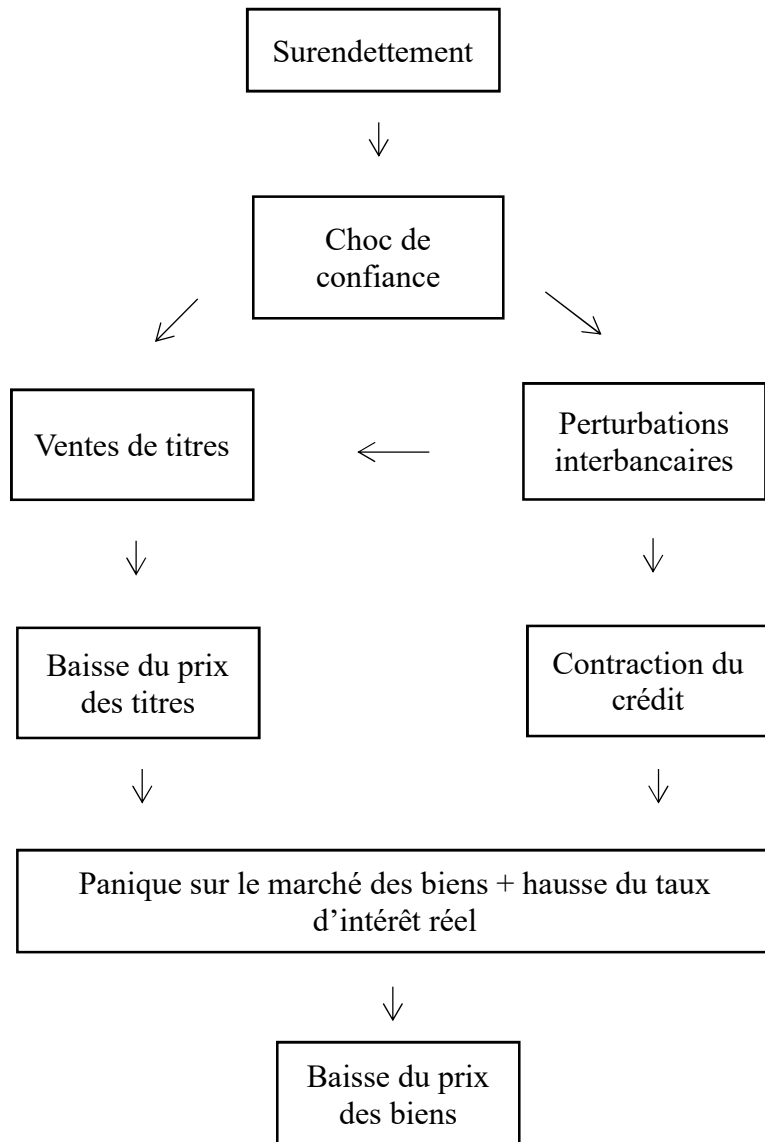 Surendettement
Choc de
confiance
Ventes de titres
Perturbations
interbancaires
Baisse du prix
des titres
Contraction du
crédit
Panique sur le marché des biens + hausse du taux
d’intérêt réel
Baisse du prix
des biens